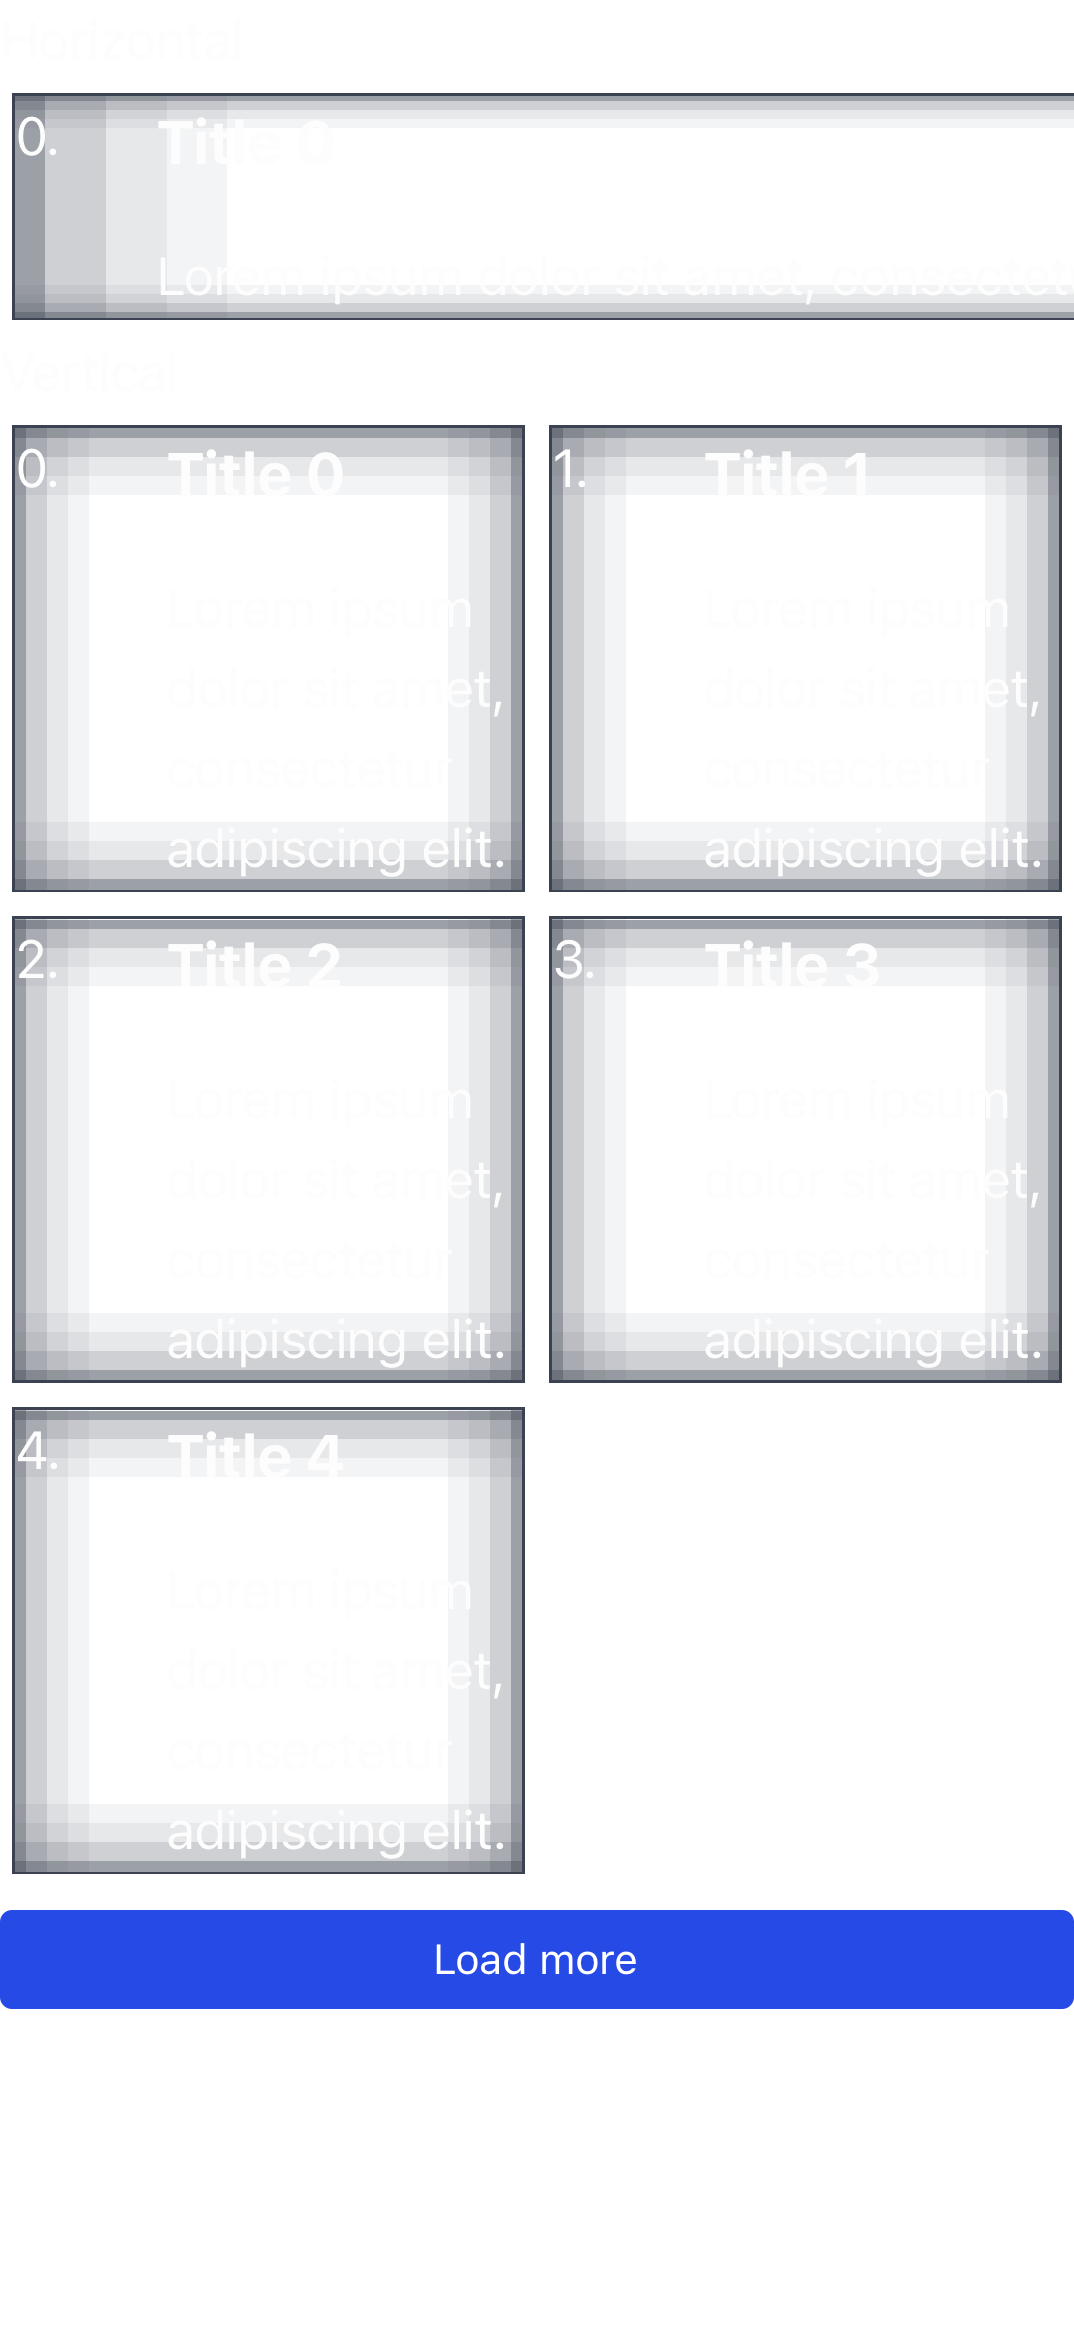 Horizontal
0. Title 0
Lorem ipsum dolor sit amet,
Vertical
0. Title 0
Lorem ipsum
dolor sit amet,
consectetur
adipiscing elit.
1. Title 1
Lorem ipsum
dolor sit amet,
consectetur
adipiscing elit.
2. Title 2
Lorem ipsum
dolor sit amet,
consectetur
adipiscing elit.
3. Title 3
Lorem ipsum
dolor sit amet,
consectetur
adipiscing elit.
4. Title 4
Lorem ipsum
dolor sit amet,
consectetur
adipiscing elit.
Load more